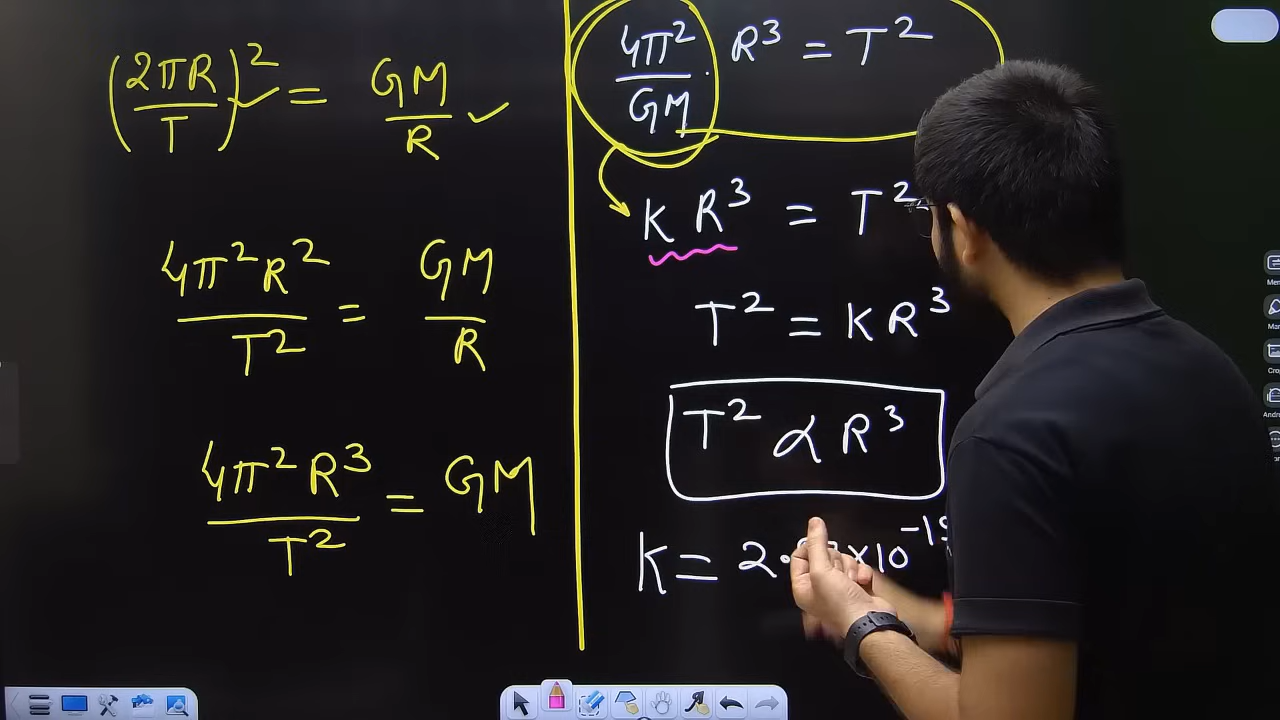 (2πR/T)² = GM/R
4π²R²/T² = GM/R
4π²R³/T² = GM
4π²/GM · R³ = T²
K R³ = T²
T² = K R³
T² ∝ R³
K = 2. ×10